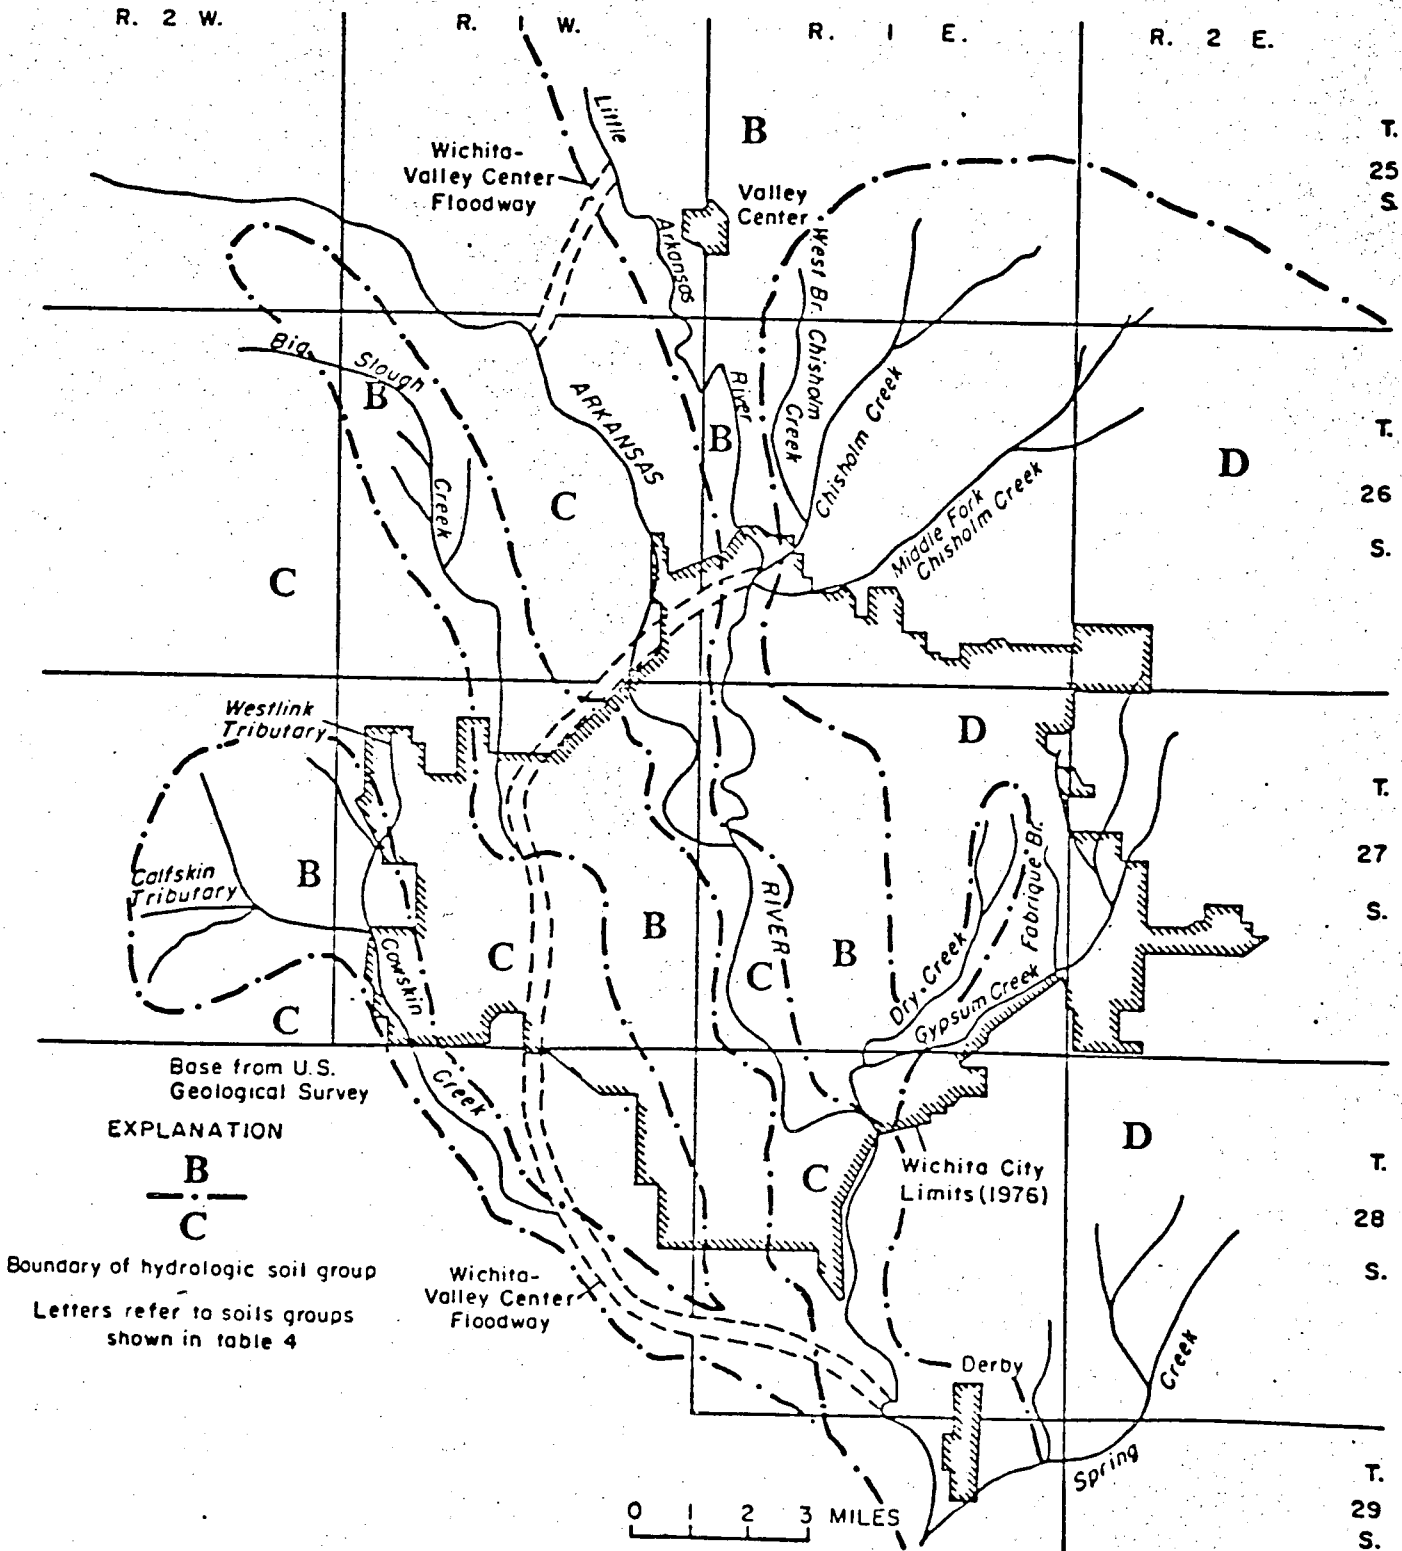 R. 2 W.
R. 1 W.
R. 1 E.
R. 2 E.
T.
25
S.
T.
26
S.
T.
27
S.
T.
28
S.
T.
29
S.
Little
Arkansas
River
B
Wichita-
Valley Center
Floodway
Valley
Center
West Br. Chisholm
Creek
Chisholm Creek
Middle Fork
Chisholm Creek
Big Slough
Creek
B
ARKANSAS
RIVER
B
C
C
D
Westlink
Tributary
Calfskin
Tributary
B
C
Cowskin
Creek
C
B
C
B
D
Dry Creek
Fabrique Br.
Gypsum Creek
Base from U.S.
Geological Survey
EXPLANATION
B
C
Boundary of hydrologic soil group
Letters refer to soils groups
shown in table 4
Wichita-
Valley Center
Floodway
C
Wichita City
Limits (1976)
D
Derby
Spring
Creek
0 1 2 3 MILES